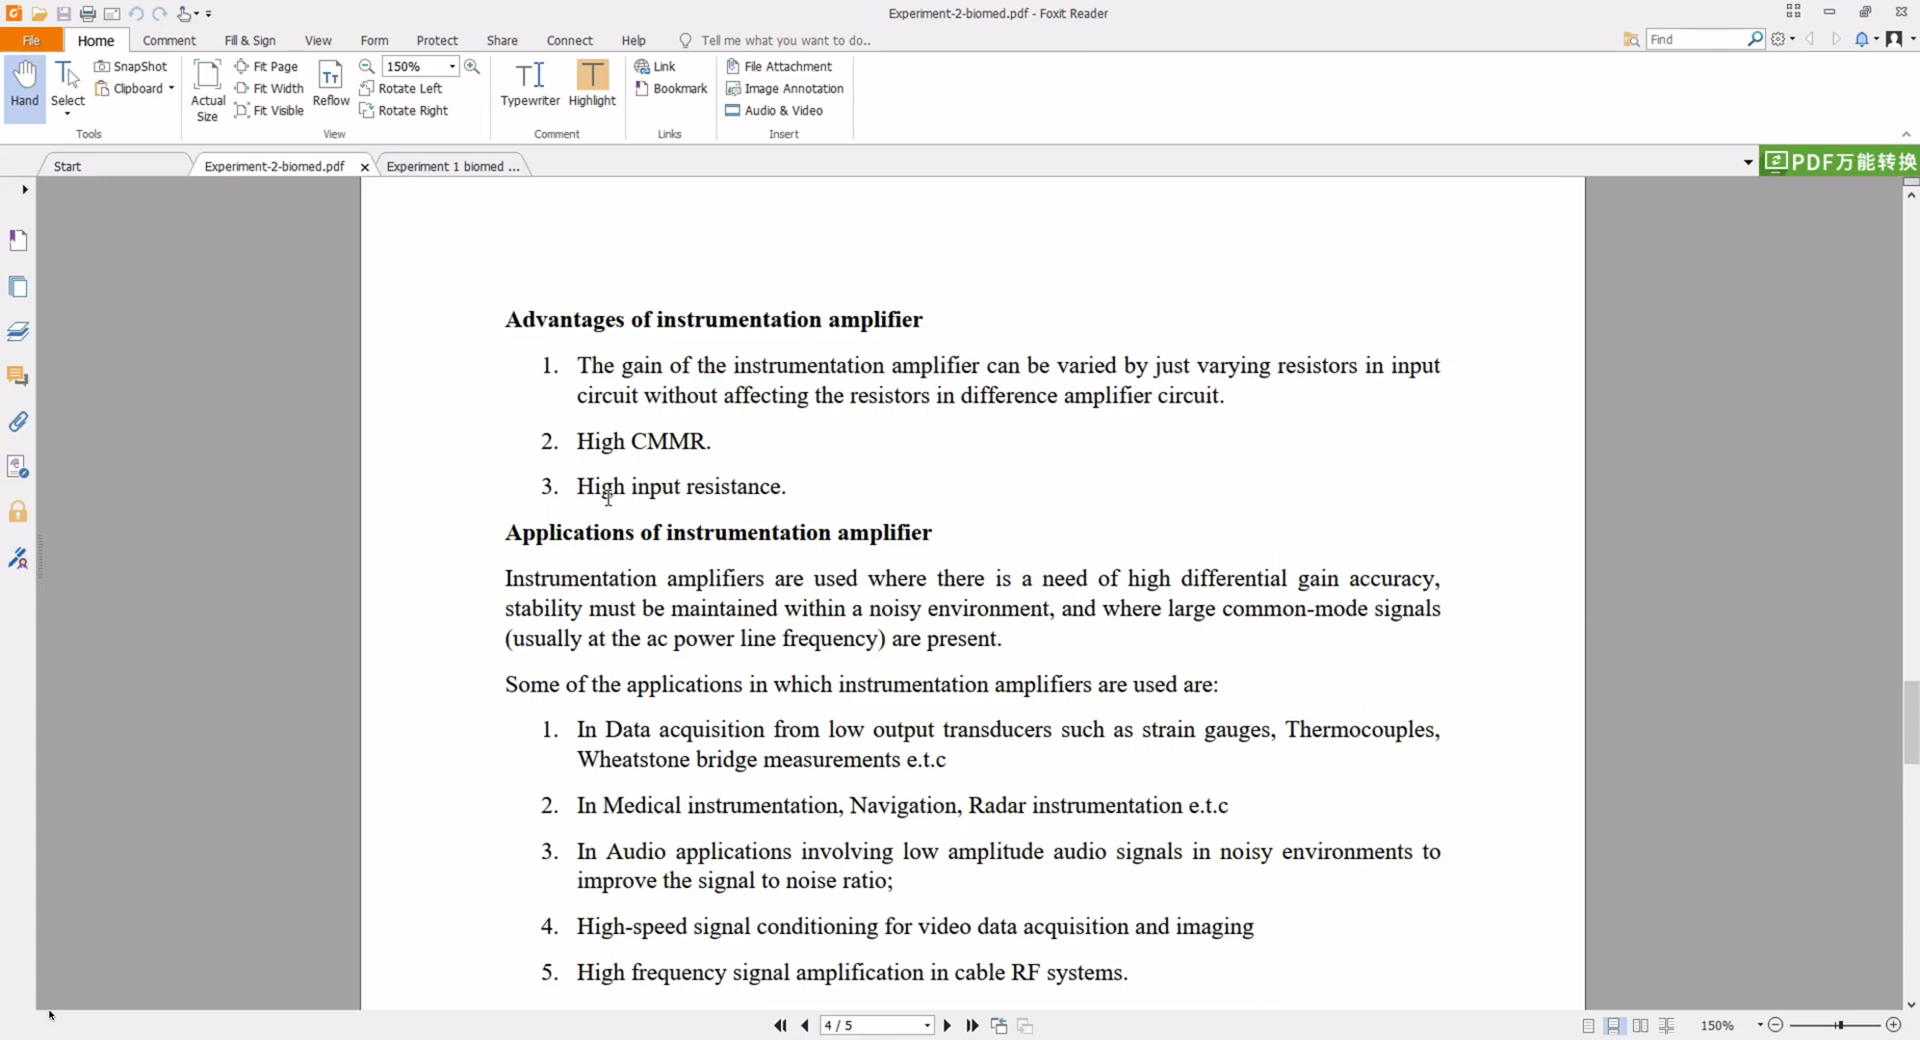 Experiment-2-biomed.pdf - Foxit Reader
File Home Comment Fill & Sign View Form Protect Share Connect Help Tell me what you want to do.. Find
Hand
Select
SnapShot
Clipboard
Tools
Actual Size
Fit Page
Fit Width
Fit Visible
Reflow
150%
Rotate Left
Rotate Right
View
Typewriter
Highlight
Comment
Link
Bookmark
Links
File Attachment
Image Annotation
Audio & Video
Insert
Start Experiment-2-biomed.pdf Experiment 1 biomed ... PDF万能转换
Advantages of instrumentation amplifier
1. The gain of the instrumentation amplifier can be varied by just varying resistors in input
circuit without affecting the resistors in difference amplifier circuit.
2. High CMMR.
3. High input resistance.
Applications of instrumentation amplifier
Instrumentation amplifiers are used where there is a need of high differential gain accuracy,
stability must be maintained within a noisy environment, and where large common-mode signals
(usually at the ac power line frequency) are present.
Some of the applications in which instrumentation amplifiers are used are:
1. In Data acquisition from low output transducers such as strain gauges, Thermocouples,
Wheatstone bridge measurements e.t.c
2. In Medical instrumentation, Navigation, Radar instrumentation e.t.c
3. In Audio applications involving low amplitude audio signals in noisy environments to
improve the signal to noise ratio;
4. High-speed signal conditioning for video data acquisition and imaging
5. High frequency signal amplification in cable RF systems.
4 / 5 150%